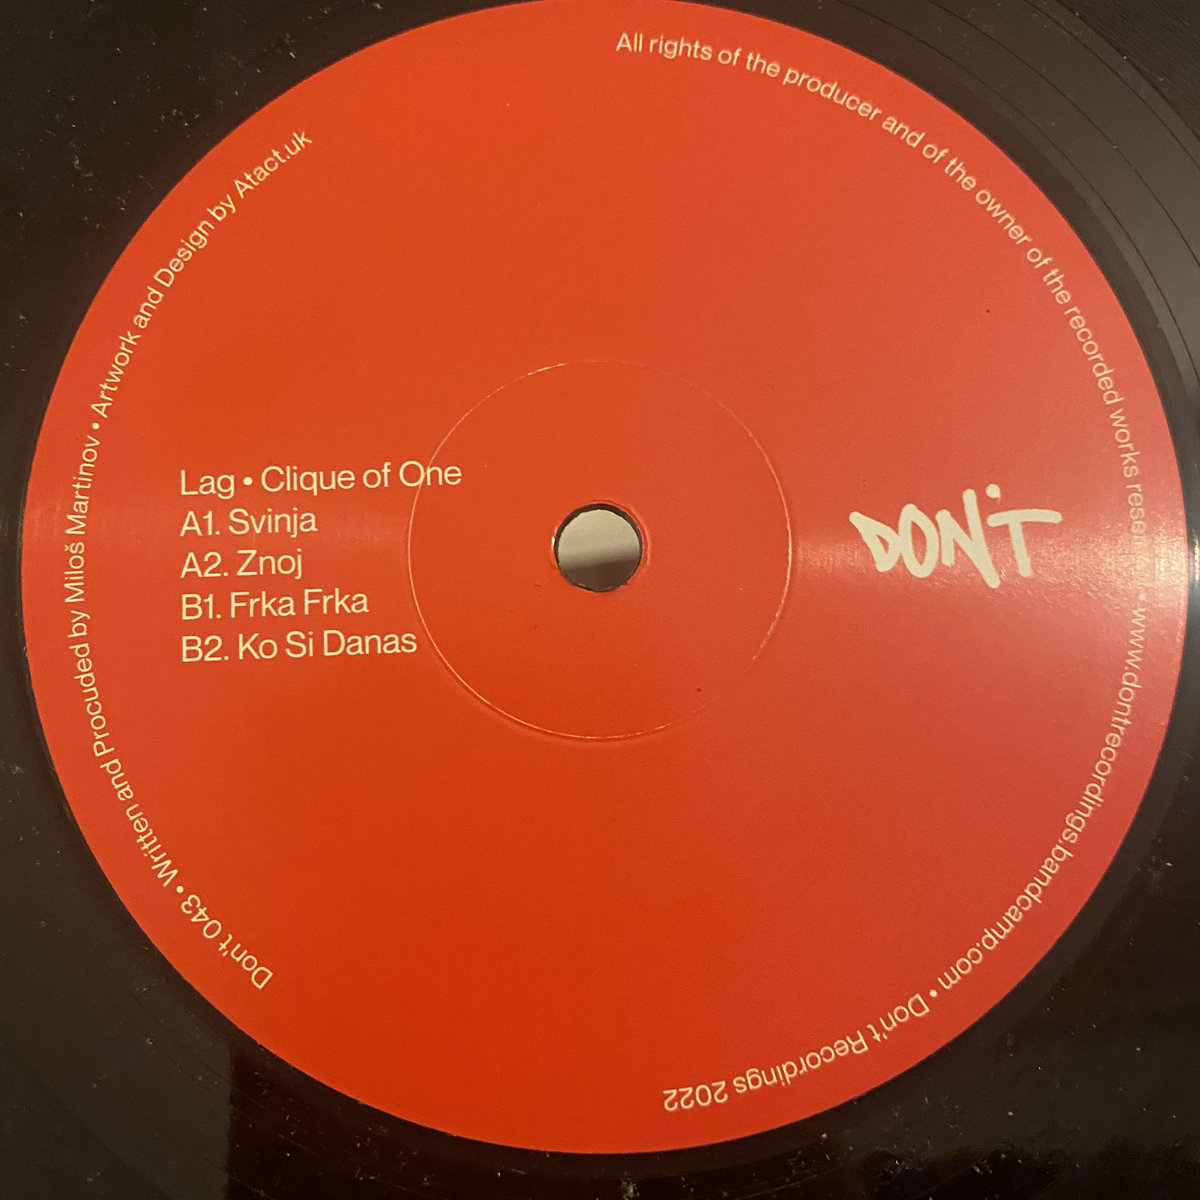 Lag • Clique of One
A1. Svinja
A2. Znoj
B1. Frka Frka
B2. Ko Si Danas
DON'T
Don't 043 • Written and Procuded by Miloš Martinov • Artwork and Design by Atact.uk
All rights of the producer and of the owner of the recorded works • www.dontrecordings.bandcamp.com • Don't Recordings 2022